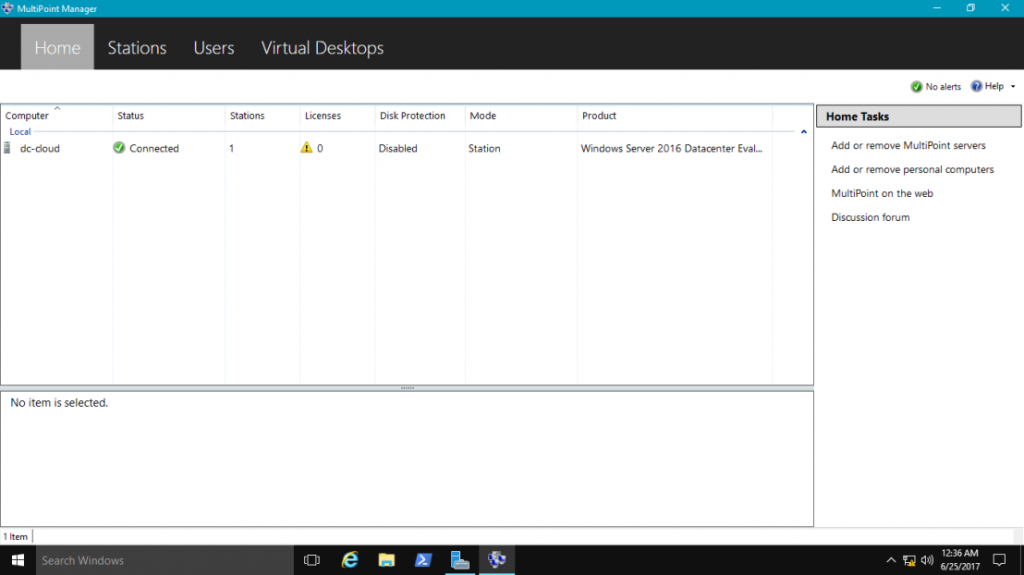 MultiPoint Manager
Home Stations Users Virtual Desktops
No alerts Help
Computer Status Stations Licenses Disk Protection Mode Product
Local
dc-cloud Connected 1 0 Disabled Station Windows Server 2016 Datacenter Eval...
Home Tasks
Add or remove MultiPoint servers
Add or remove personal computers
MultiPoint on the web
Discussion forum
No item is selected.
1 Item
Search Windows
12:36 AM
6/25/2017